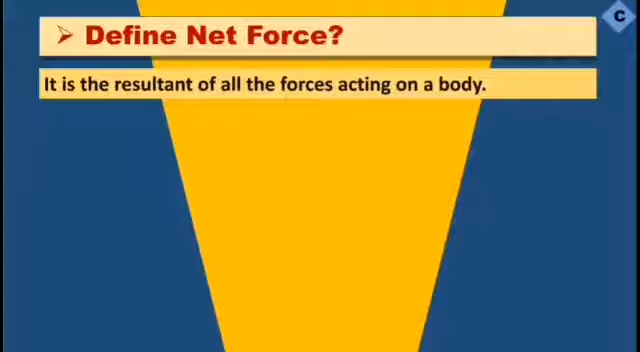 C
➢ Define Net Force?
It is the resultant of all the forces acting on a body.